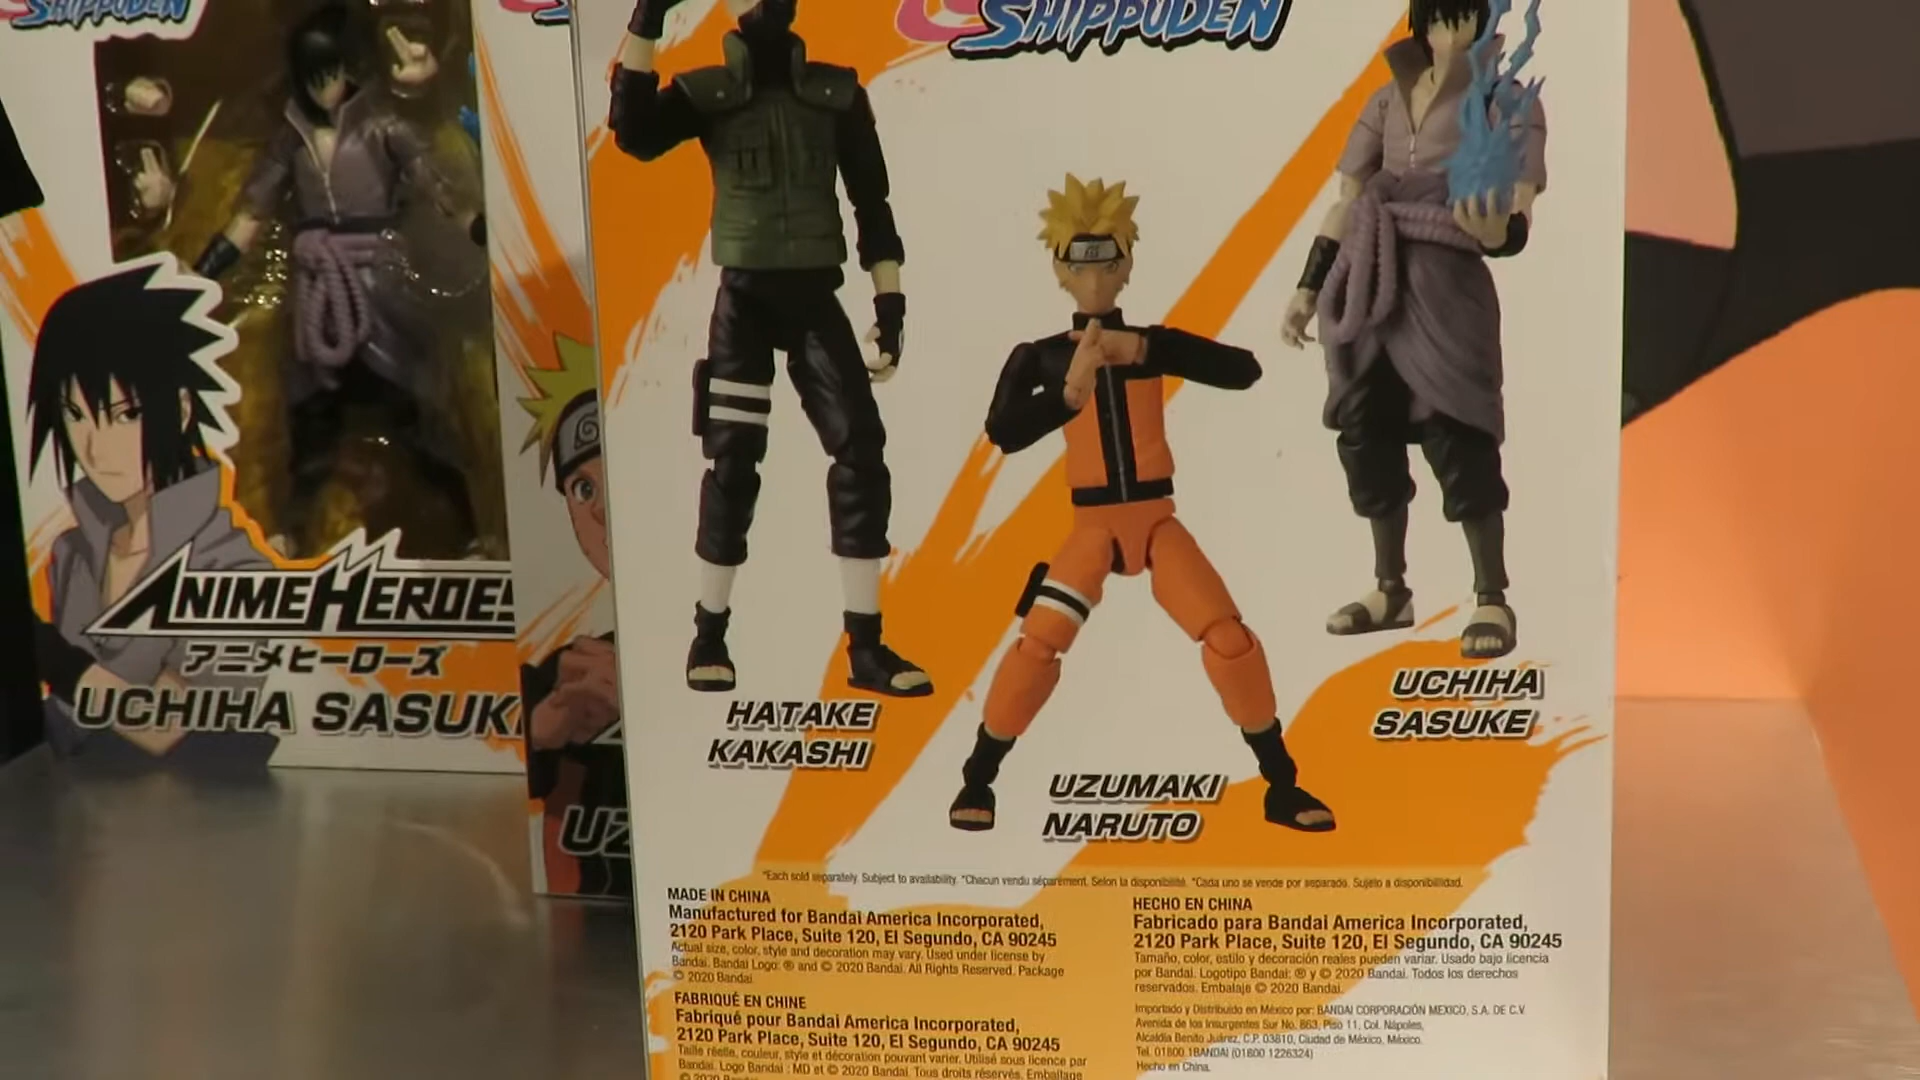 SHIPPUDEN
SHIPPUDEN
ANIME HEROES
アニメヒーローズ
UCHIHA SASUK
UZ
HATAKE
KAKASHI
UZUMAKI
NARUTO
UCHIHA
SASUKE
*Each sold separately. Subject to availability. *Chacun vendu séparément. Selon la disponibilité. *Cada uno se vende por separado. Sujeto a disponibilidad.
MADE IN CHINA
Manufactured for Bandai America Incorporated,
2120 Park Place, Suite 120, El Segundo, CA 90245
Actual size, color, style and decoration may vary. Used under license by
Bandai. Bandai Logo: ® and © 2020 Bandai. All Rights Reserved. Package
© 2020 Bandai
FABRIQUÉ EN CHINE
Fabriqué pour Bandai America Incorporated,
2120 Park Place, Suite 120, El Segundo, CA 90245
Taille réelle, couleur, style et décoration pouvant varier. Utilisé sous licence par
Bandai. Logo Bandai : MD et © 2020 Bandai. Tous droits réservés. Emballage
© 2020 Bandai
HECHO EN CHINA
Fabricado para Bandai America Incorporated,
2120 Park Place, Suite 120, El Segundo, CA 90245
Tamaño, color, estilo y decoración reales pueden variar. Usado bajo licencia
por Bandai. Logotipo Bandai: ® y © 2020 Bandai. Todos los derechos
reservados. Embalaje © 2020 Bandai.
Importado y Distribuido en México por: BANDAI CORPORACIÓN MEXICO, S.A. DE C.V
Avenida de los Insurgentes Sur No. 863, Piso 11, Col. Nápoles,
Alcaldía Benito Juárez, C.P. 03810, Ciudad de México, México.
Tel. 01800 1BANDAI (01800 1226324)
Hecho en China.